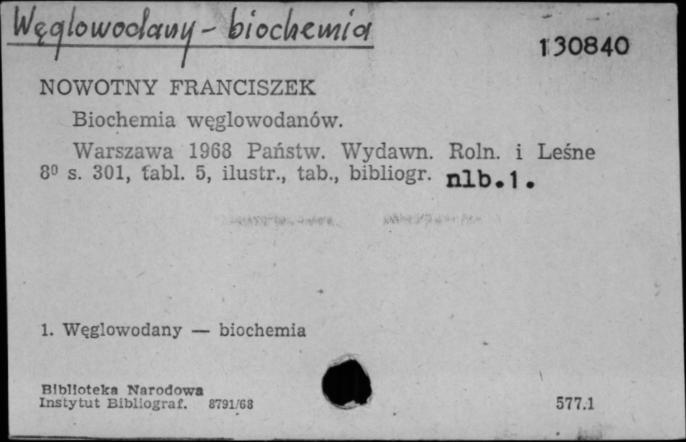 Węglowodany - biochemia
130840
NOWOTNY FRANCISZEK
Biochemia węglowodanów.
Warszawa 1968 Państw. Wydawn. Roln. i Leśne
8⁰ s. 301, tabl. 5, ilustr., tab., bibliogr. nlb.1.
1. Węglowodany — biochemia
Biblioteka Narodowa
Instytut Bibliograf. 8791/68
577.1